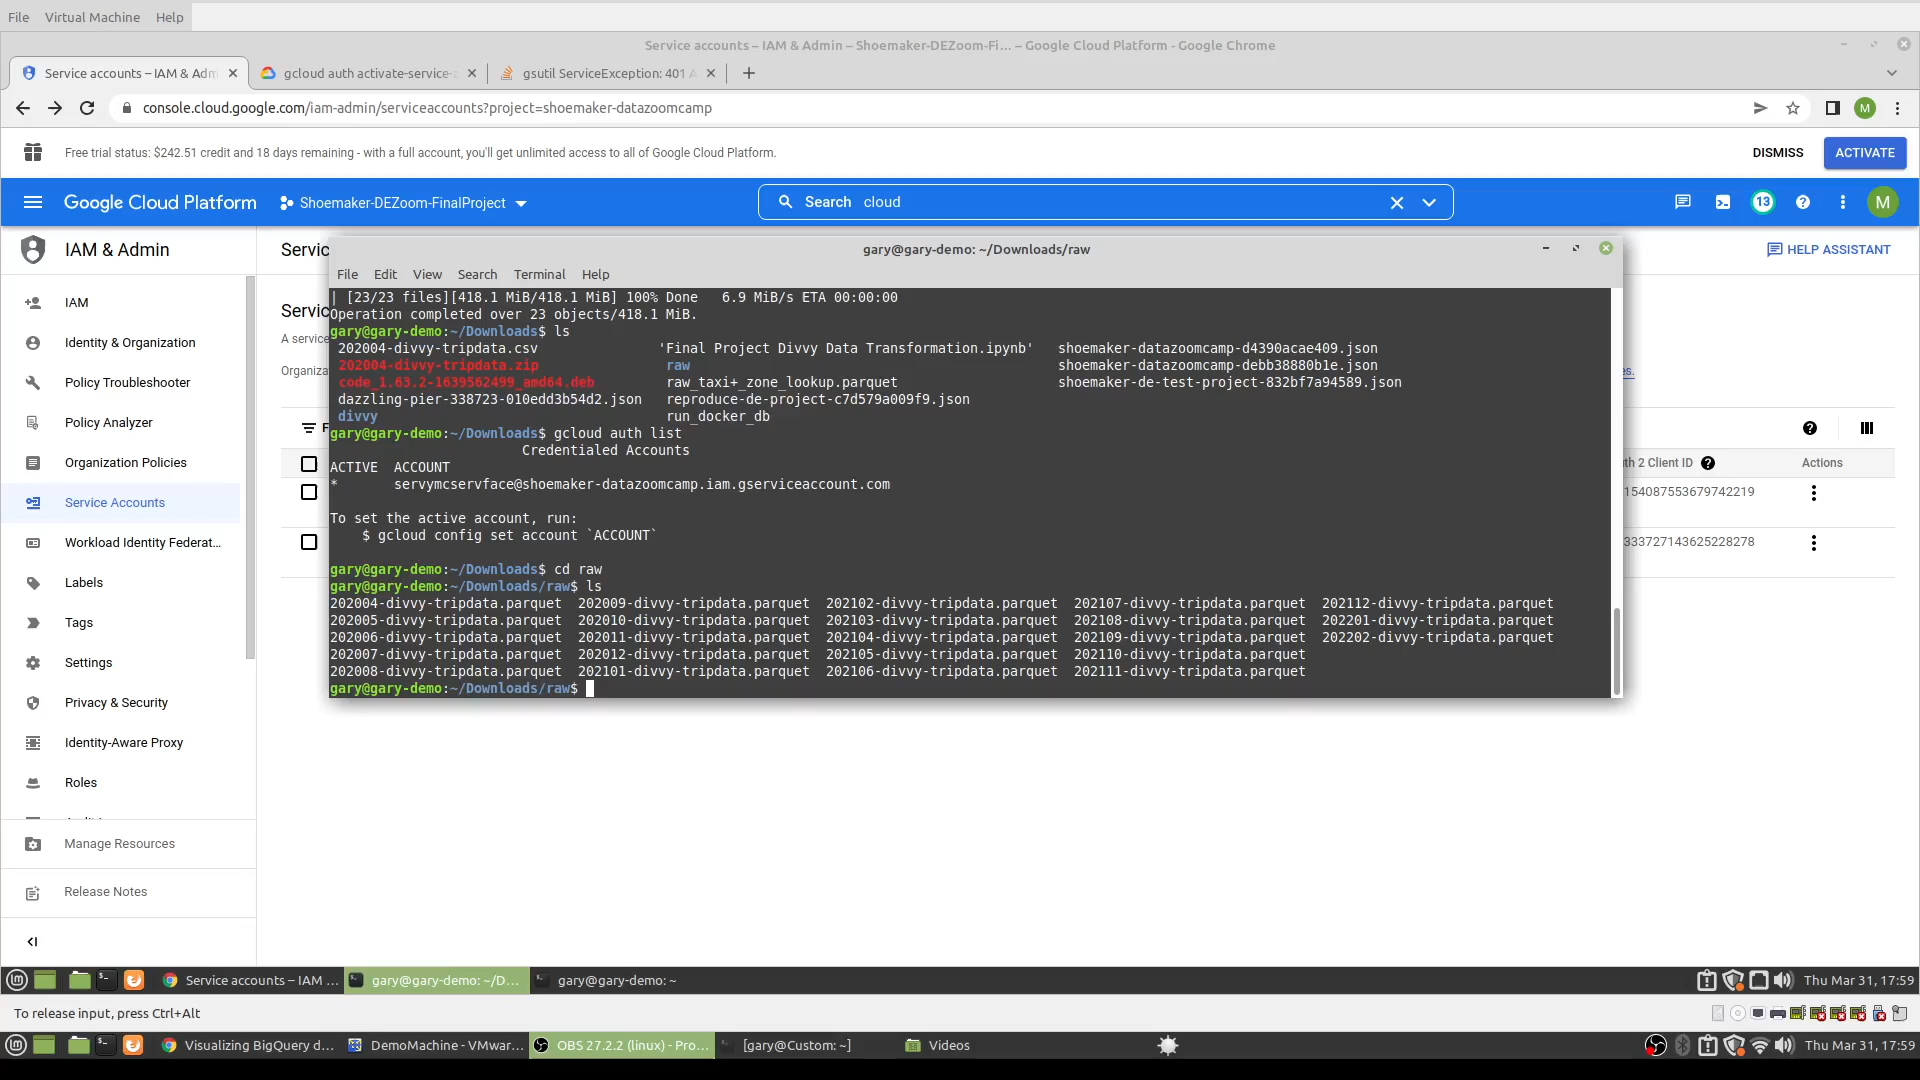 File Virtual Machine Help
Service accounts – IAM & Admin – Shoemaker-DEZoom-Fi... – Google Cloud Platform - Google Chrome
Service accounts – IAM & Adm
gcloud auth activate-service-a
gsutil ServiceException: 401 A
console.cloud.google.com/iam-admin/serviceaccounts?project=shoemaker-datazoomcamp
M
Free trial status: $242.51 credit and 18 days remaining - with a full account, you'll get unlimited access to all of Google Cloud Platform.
DISMISS
ACTIVATE
Google Cloud Platform
Shoemaker-DEZoom-FinalProject
Search cloud
13
M
IAM & Admin
Servic
HELP ASSISTANT
IAM
Identity & Organization
Policy Troubleshooter
Policy Analyzer
Organization Policies
Service Accounts
Workload Identity Federat...
Labels
Tags
Settings
Privacy & Security
Identity-Aware Proxy
Roles
Manage Resources
Release Notes
Servic
A service
Organiza
es.
F
th 2 Client ID
Actions
154087553679742219
333727143625228278
gary@gary-demo: ~/Downloads/raw
File Edit View Search Terminal Help
| [23/23 files][418.1 MiB/418.1 MiB] 100% Done 6.9 MiB/s ETA 00:00:00
Operation completed over 23 objects/418.1 MiB.
gary@gary-demo:~/Downloads$ ls
202004-divvy-tripdata.csv 'Final Project Divvy Data Transformation.ipynb' shoemaker-datazoomcamp-d4390acae409.json
202004-divvy-tripdata.zip raw shoemaker-datazoomcamp-debb38880b1e.json
code_1.63.2-1639562499_amd64.deb raw_taxi+_zone_lookup.parquet shoemaker-de-test-project-832bf7a94589.json
dazzling-pier-338723-010edd3b54d2.json reproduce-de-project-c7d579a009f9.json
divvy run_docker_db
gary@gary-demo:~/Downloads$ gcloud auth list
Credentialed Accounts
ACTIVE ACCOUNT
* servymcservface@shoemaker-datazoomcamp.iam.gserviceaccount.com
To set the active account, run:
$ gcloud config set account `ACCOUNT`
gary@gary-demo:~/Downloads$ cd raw
gary@gary-demo:~/Downloads/raw$ ls
202004-divvy-tripdata.parquet 202009-divvy-tripdata.parquet 202102-divvy-tripdata.parquet 202107-divvy-tripdata.parquet 202112-divvy-tripdata.parquet
202005-divvy-tripdata.parquet 202010-divvy-tripdata.parquet 202103-divvy-tripdata.parquet 202108-divvy-tripdata.parquet 202201-divvy-tripdata.parquet
202006-divvy-tripdata.parquet 202011-divvy-tripdata.parquet 202104-divvy-tripdata.parquet 202109-divvy-tripdata.parquet 202202-divvy-tripdata.parquet
202007-divvy-tripdata.parquet 202012-divvy-tripdata.parquet 202105-divvy-tripdata.parquet 202110-divvy-tripdata.parquet
202008-divvy-tripdata.parquet 202101-divvy-tripdata.parquet 202106-divvy-tripdata.parquet 202111-divvy-tripdata.parquet
gary@gary-demo:~/Downloads/raw$
Service accounts – IAM ...
gary@gary-demo: ~/D...
gary@gary-demo: ~
Thu Mar 31, 17:59
To release input, press Ctrl+Alt
Visualizing BigQuery d...
DemoMachine - VMwar...
OBS 27.2.2 (linux) - Pro...
[gary@Custom: ~]
Videos
Thu Mar 31, 17:59